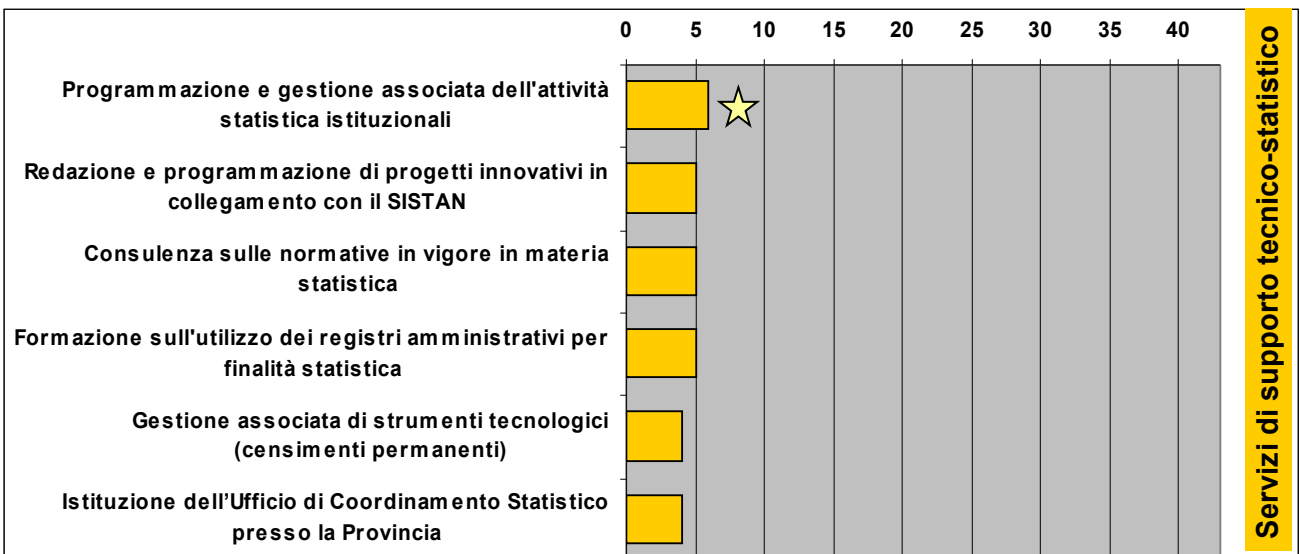 0 5 10 15 20 25 30 35 40
Programmazione e gestione associata dell'attività
statistica istituzionali
Redazione e programmazione di progetti innovativi in
collegamento con il SISTAN
Consulenza sulle normative in vigore in materia
statistica
Formazione sull'utilizzo dei registri amministrativi per
finalità statistica
Gestione associata di strumenti tecnologici
(censimenti permanenti)
Istituzione dell’Ufficio di Coordinamento Statistico
presso la Provincia
Servizi di supporto tecnico-statistico